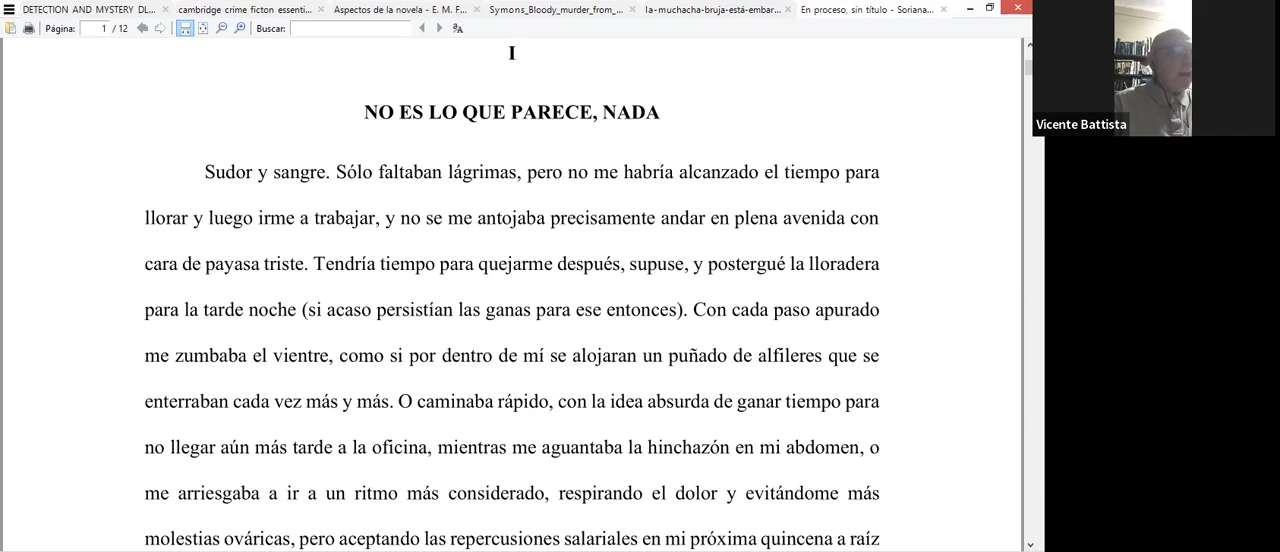 DETECTION AND MYSTERY DL...
cambridge crime ficton essenti...
Aspectos de la novela - E. M. F...
Symons_Bloody_murder_from_...
la-muchacha-bruja-está-embar...
En proceso, sin título - Soriana...
Página: 1 / 12
Buscar:
I
NO ES LO QUE PARECE, NADA
Sudor y sangre. Sólo faltaban lágrimas, pero no me habría alcanzado el tiempo para
llorar y luego irme a trabajar, y no se me antojaba precisamente andar en plena avenida con
cara de payasa triste. Tendría tiempo para quejarme después, supuse, y postergué la lloradera
para la tarde noche (si acaso persistían las ganas para ese entonces). Con cada paso apurado
me zumbaba el vientre, como si por dentro de mí se alojaran un puñado de alfileres que se
enterraban cada vez más y más. O caminaba rápido, con la idea absurda de ganar tiempo para
no llegar aún más tarde a la oficina, mientras me aguantaba la hinchazón en mi abdomen, o
me arriesgaba a ir a un ritmo más considerado, respirando el dolor y evitándome más
molestias ováricas, pero aceptando las repercusiones salariales en mi próxima quincena a raíz
Vicente Battista